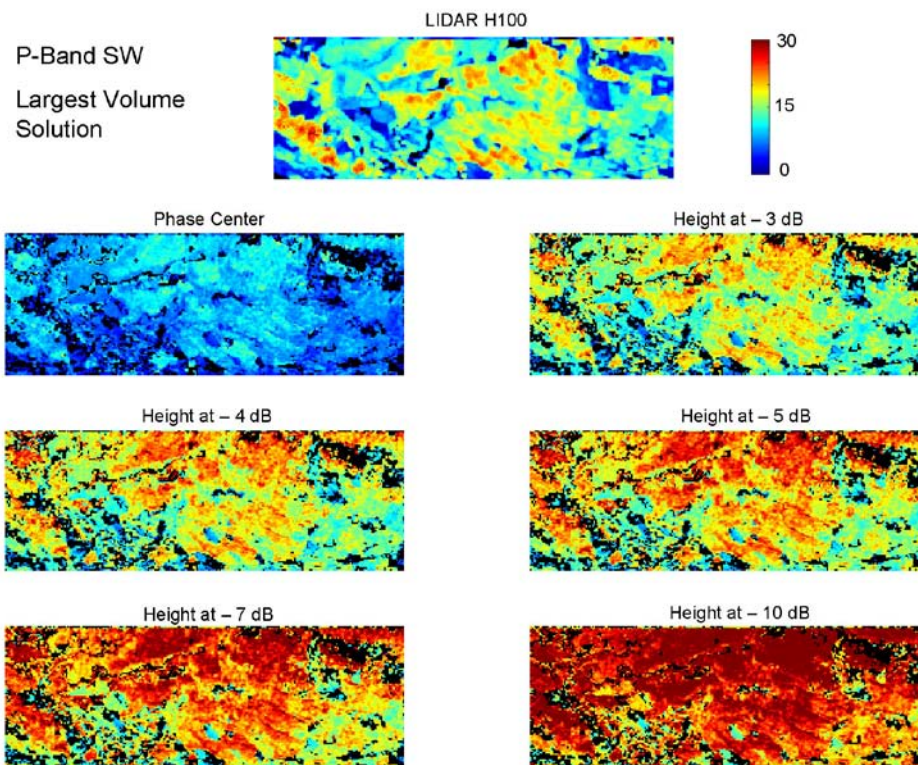 LIDAR H100
P-Band SW
Largest Volume
Solution
30
15
0
Phase Center
Height at – 3 dB
Height at – 4 dB
Height at – 5 dB
Height at – 7 dB
Height at – 10 dB